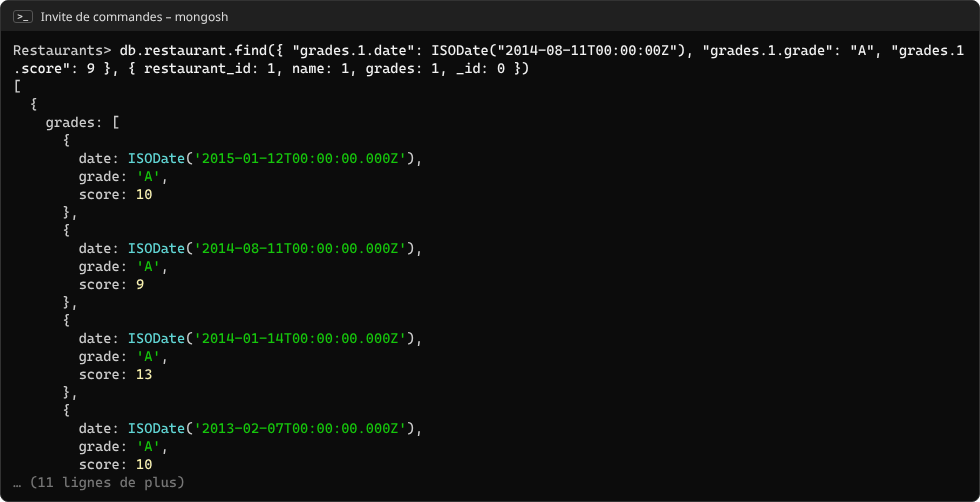 >_ Invite de commandes – mongosh
Restaurants> db.restaurant.find({ "grades.1.date": ISODate("2014-08-11T00:00:00Z"), "grades.1.grade": "A", "grades.1
.score": 9 }, { restaurant_id: 1, name: 1, grades: 1, _id: 0 })
[
  {
    grades: [
      {
        date: ISODate('2015-01-12T00:00:00.000Z'),
        grade: 'A',
        score: 10
      },
      {
        date: ISODate('2014-08-11T00:00:00.000Z'),
        grade: 'A',
        score: 9
      },
      {
        date: ISODate('2014-01-14T00:00:00.000Z'),
        grade: 'A',
        score: 13
      },
      {
        date: ISODate('2013-02-07T00:00:00.000Z'),
        grade: 'A',
        score: 10
… (11 lignes de plus)